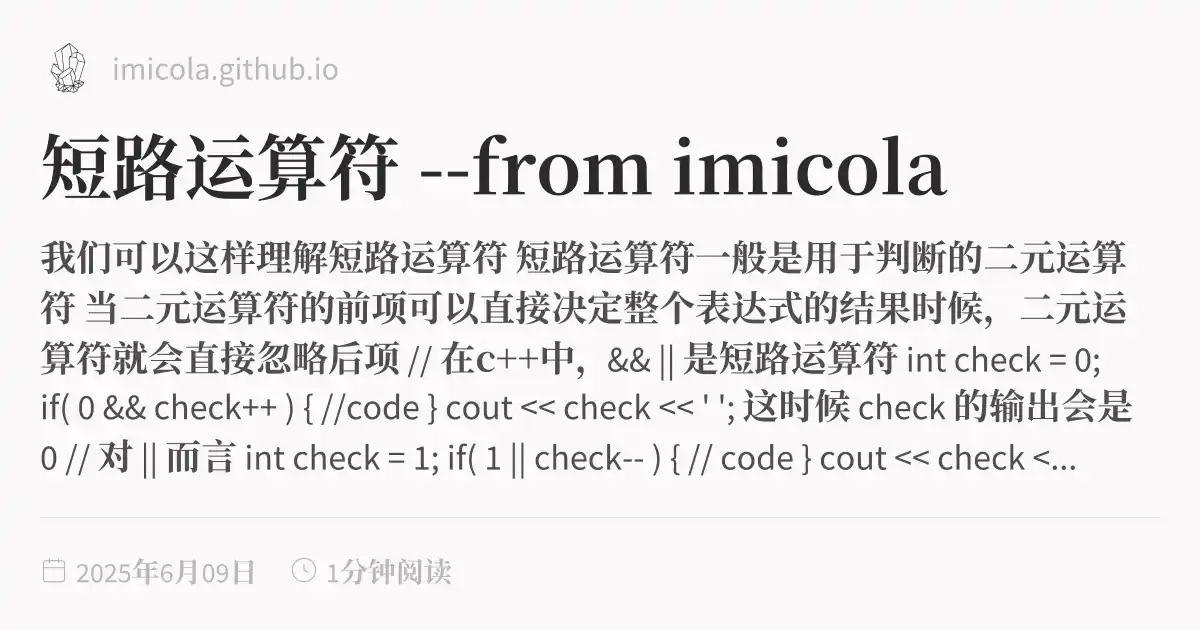 imicola.github.io
短路运算符 --from imicola
我们可以这样理解短路运算符 短路运算符一般是用于判断的二元运算
符 当二元运算符的前项可以直接决定整个表达式的结果时候，二元运
算符就会直接忽略后项 // 在c++中，&& || 是短路运算符 int check = 0;
if( 0 && check++ ) { //code } cout << check << ' '; 这时候 check 的输出会是
0 // 对 || 而言 int check = 1; if( 1 || check-- ) { // code } cout << check <...
2025年6月09日 1分钟阅读